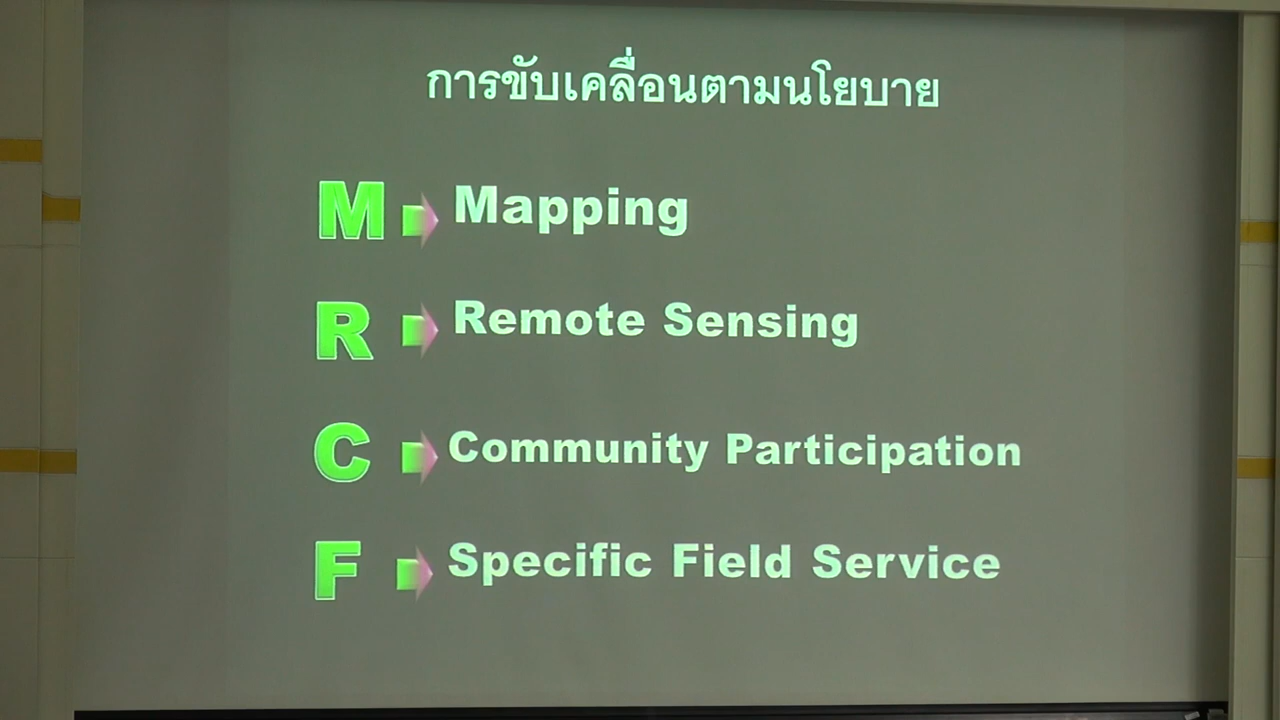 การขับเคลื่อนตามนโยบาย
M Mapping
R Remote Sensing
C Community Participation
F Specific Field Service